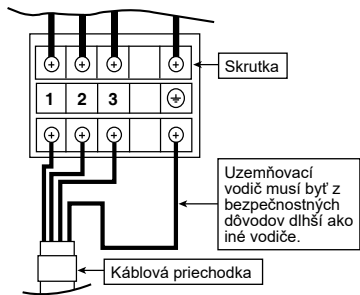 Skrutka
1 2 3
Uzemňovací
vodič musí byť z
bezpečnostných
dôvodov dlhší ako
iné vodiče.
Káblová priechodka